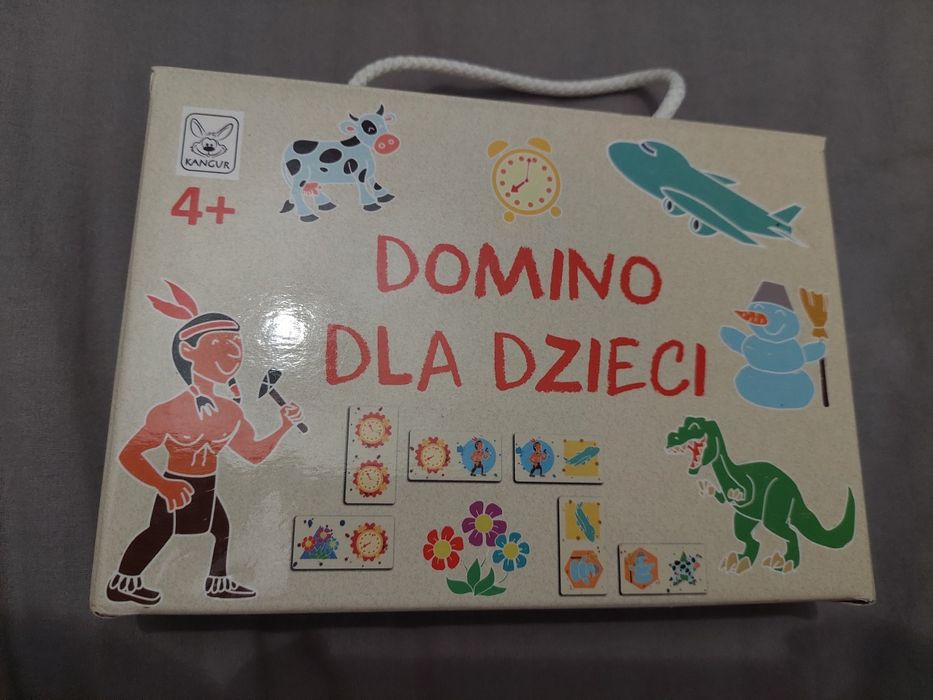 KANGUR
4+
DOMINO
DLA DZIECI